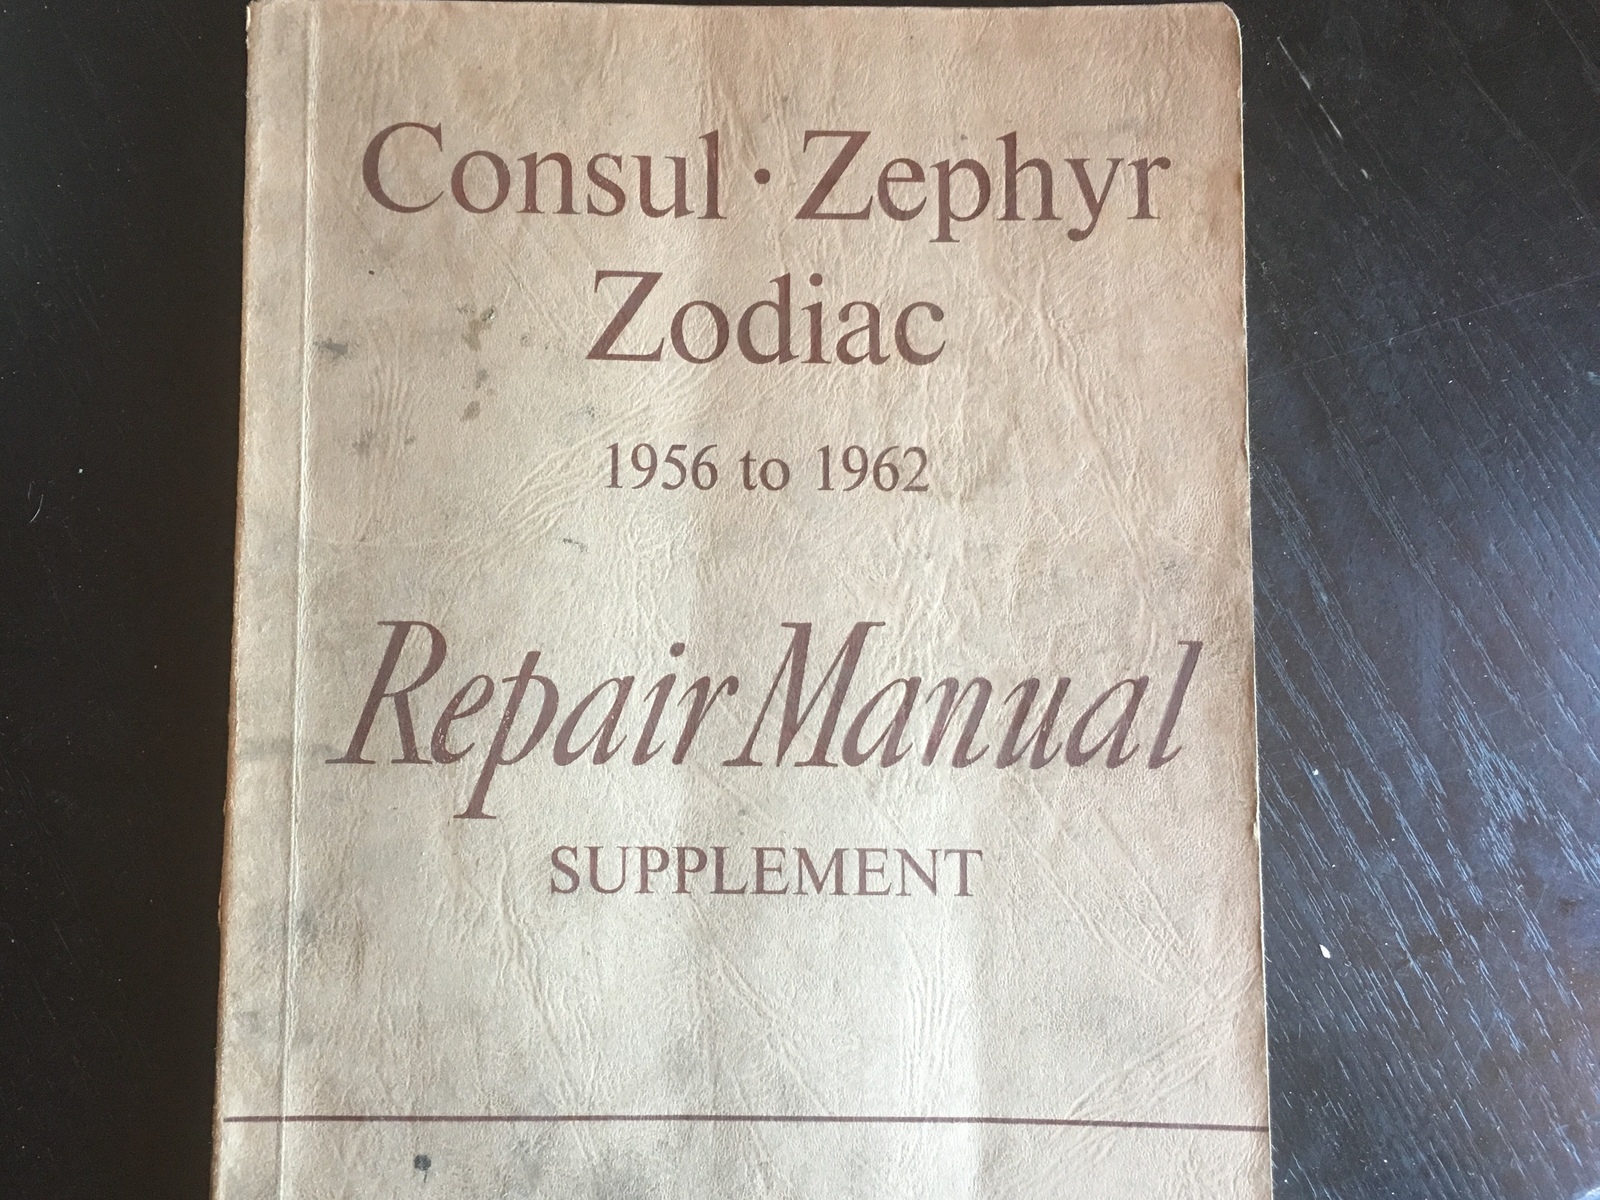 Consul · Zephyr
Zodiac
1956 to 1962
Repair Manual
SUPPLEMENT